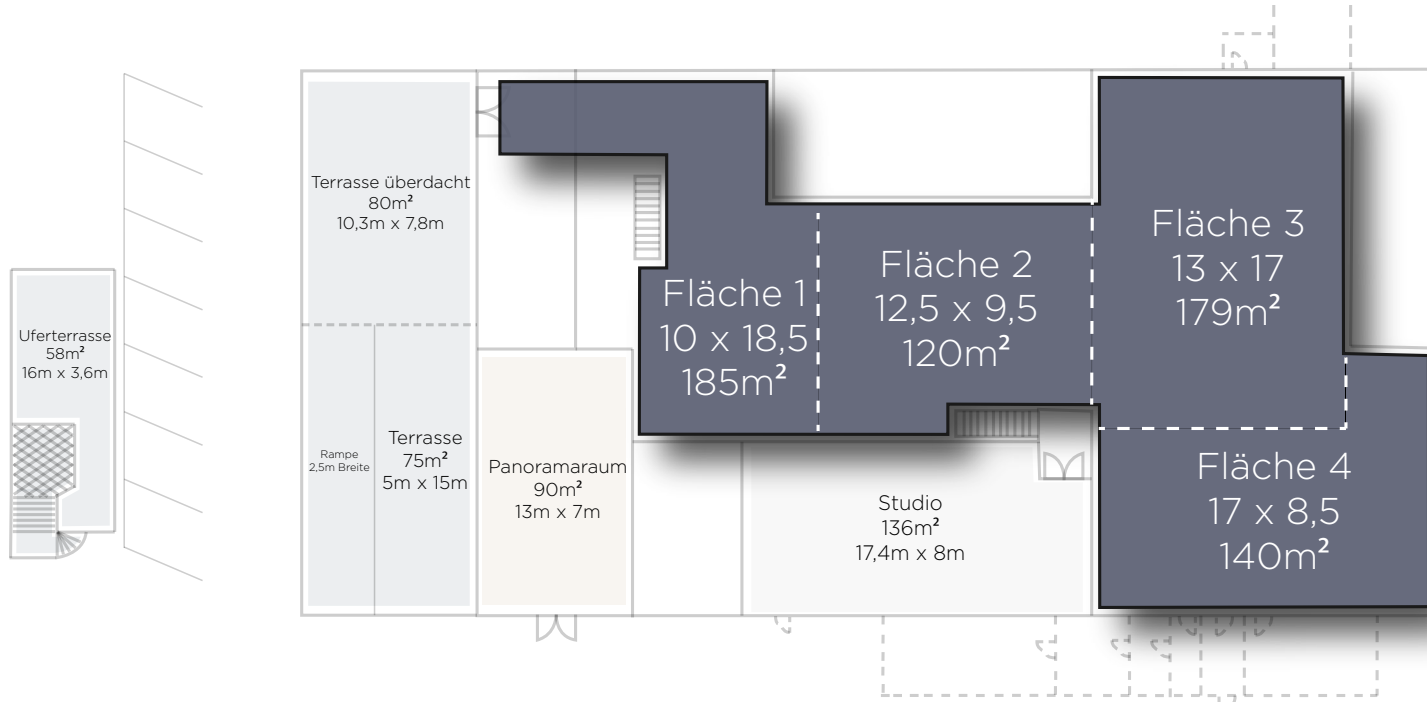 Uferterrasse
58m²
16m x 3,6m
Terrasse überdacht
80m²
10,3m x 7,8m
Rampe
2,5m Breite
Terrasse
75m²
5m x 15m
Panoramaraum
90m²
13m x 7m
Fläche 1
10 x 18,5
185m²
Fläche 2
12,5 x 9,5
120m²
Fläche 3
13 x 17
179m²
Studio
136m²
17,4m x 8m
Fläche 4
17 x 8,5
140m²